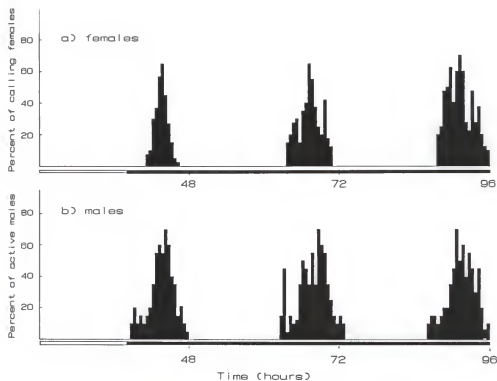 a) females
Percent of calling females
80
60
40
20
48
72
96
b) males
Percent of active males
80
60
40
20
48
72
96
Time (hours)